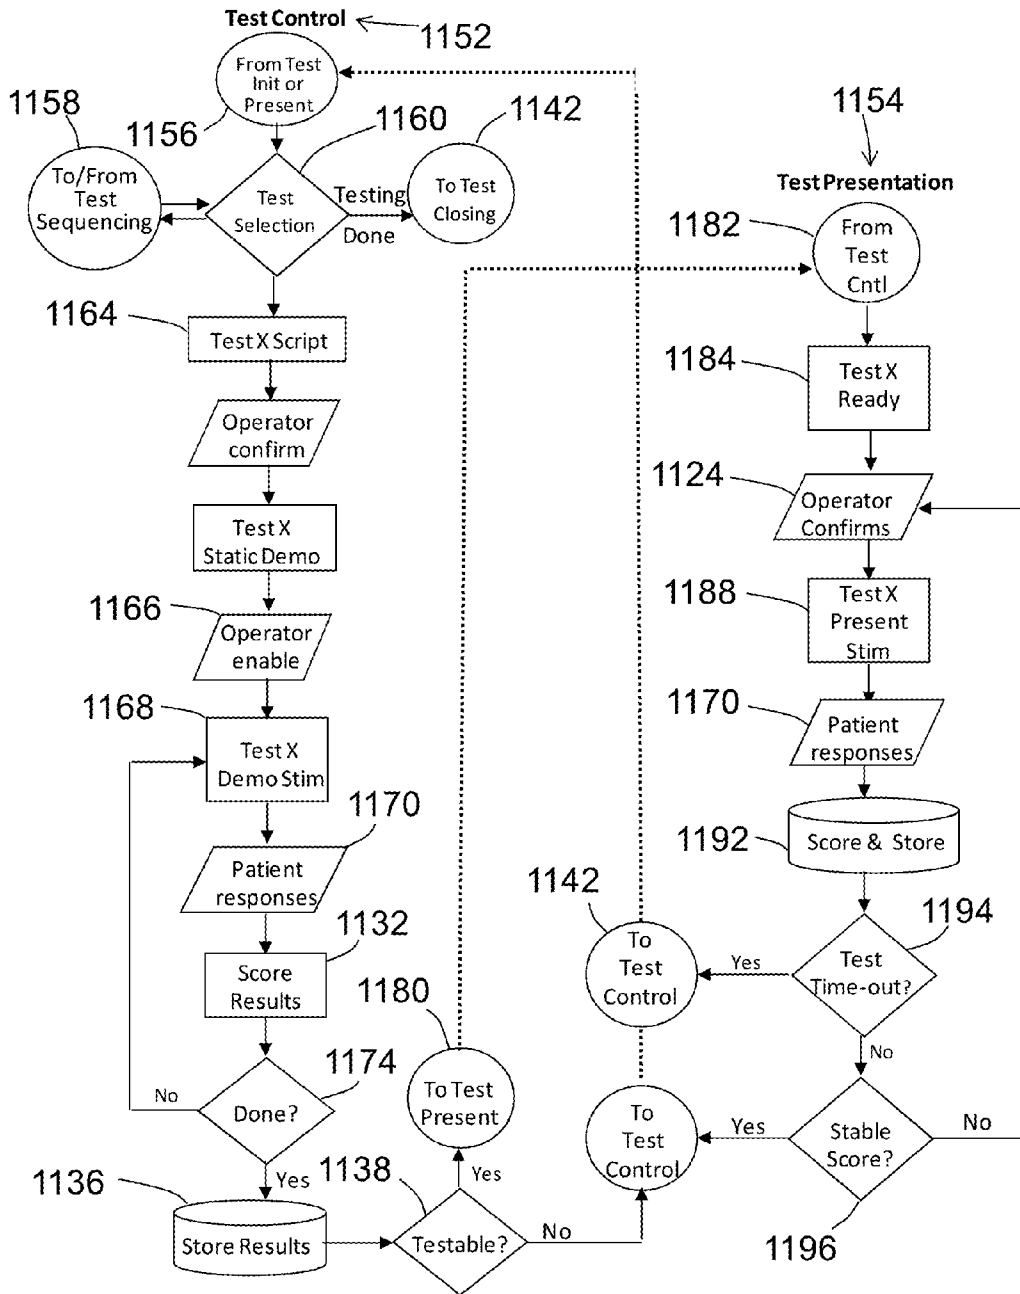 Test Control
1152
From Test
Init or
Present
1156
1158
To/From
Test
Sequencing
1160
Test
Selection
Testing
Done
1142
To Test
Closing
1164
Test X Script
Operator
confirm
Test X
Static Demo
1166
Operator
enable
1168
Test X
Demo Stim
1170
Patient
responses
1132
Score
Results
1174
Done?
No
Yes
1136
Store Results
1138
Testable?
Yes
No
1180
To Test
Present
1154
Test Presentation
1182
From
Test
Cntl
1184
Test X
Ready
1124
Operator
Confirms
1188
Test X
Present
Stim
1170
Patient
responses
1192
Score & Store
1194
Test
Time-out?
Yes
No
1142
To
Test
Control
Stable
Score?
1196
Yes
No
To
Test
Control